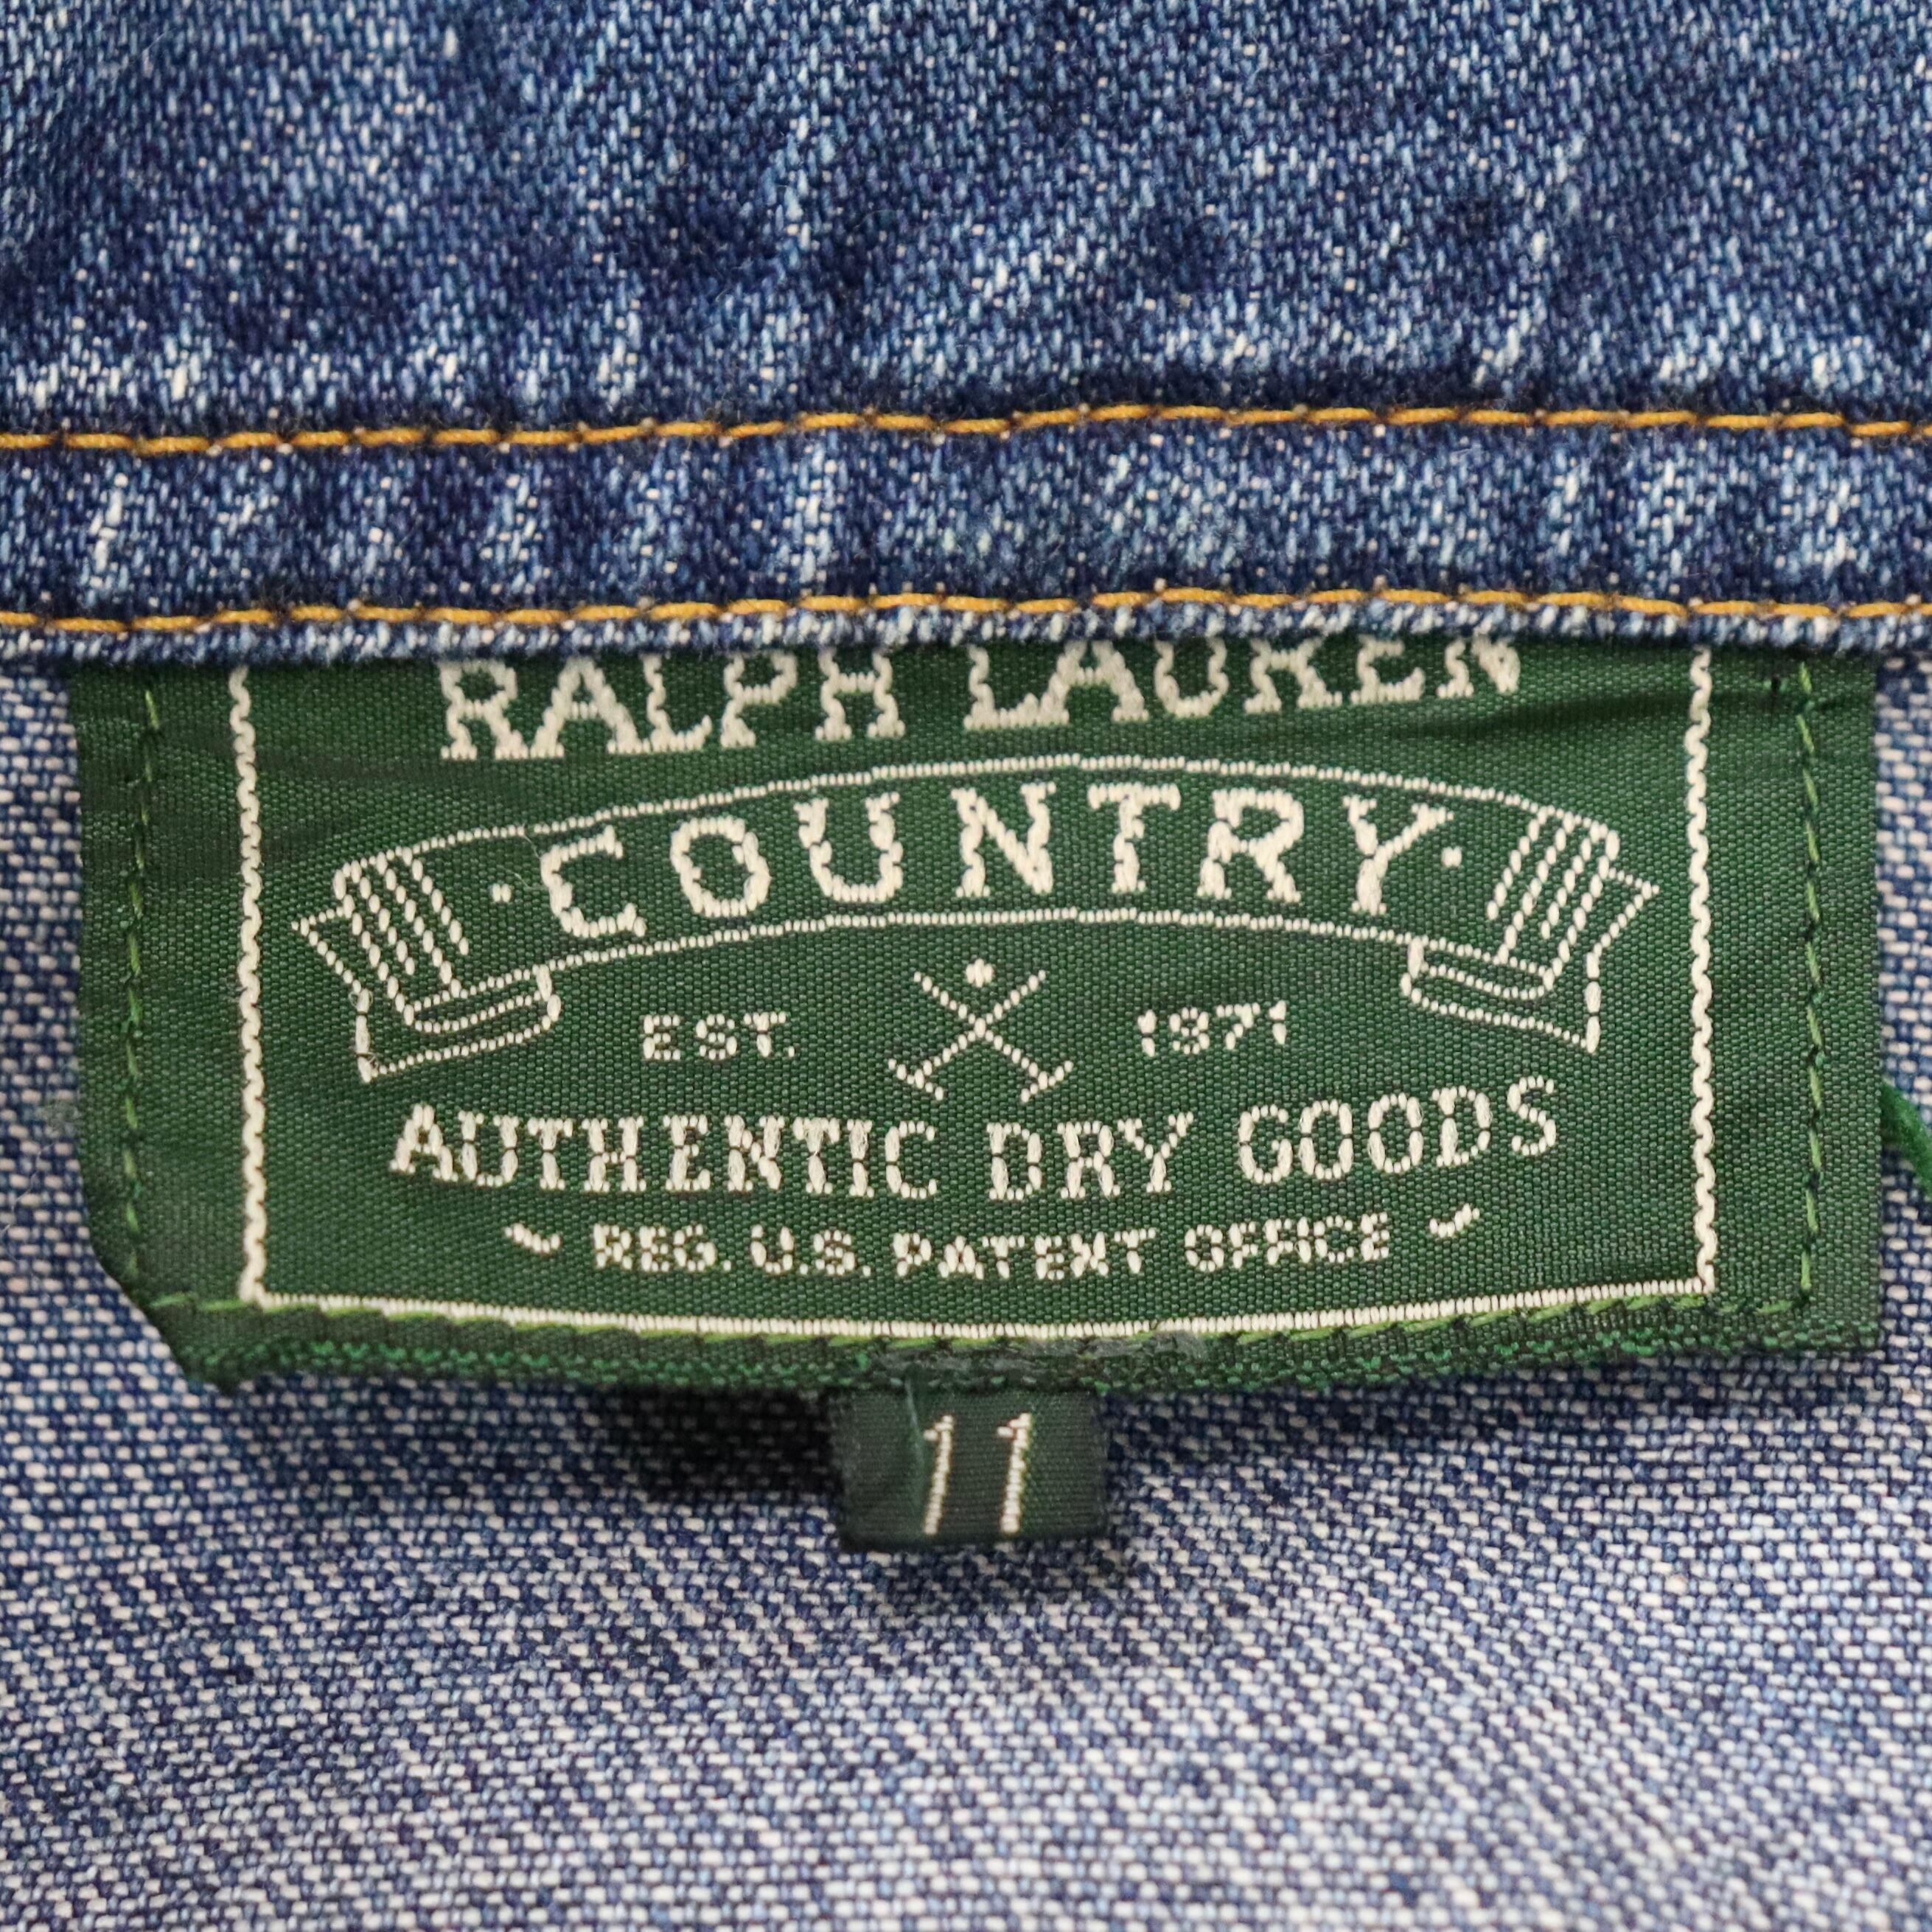 RALPH LAUREN
·COUNTRY·
EST. 1971
AUTHENTIC DRY GOODS
~ REG. U.S. PATENT OFFICE ~
11